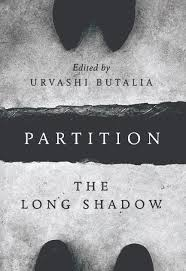 Edited by
URVASHI BUTALIA
PARTITION
THE LONG SHADOW